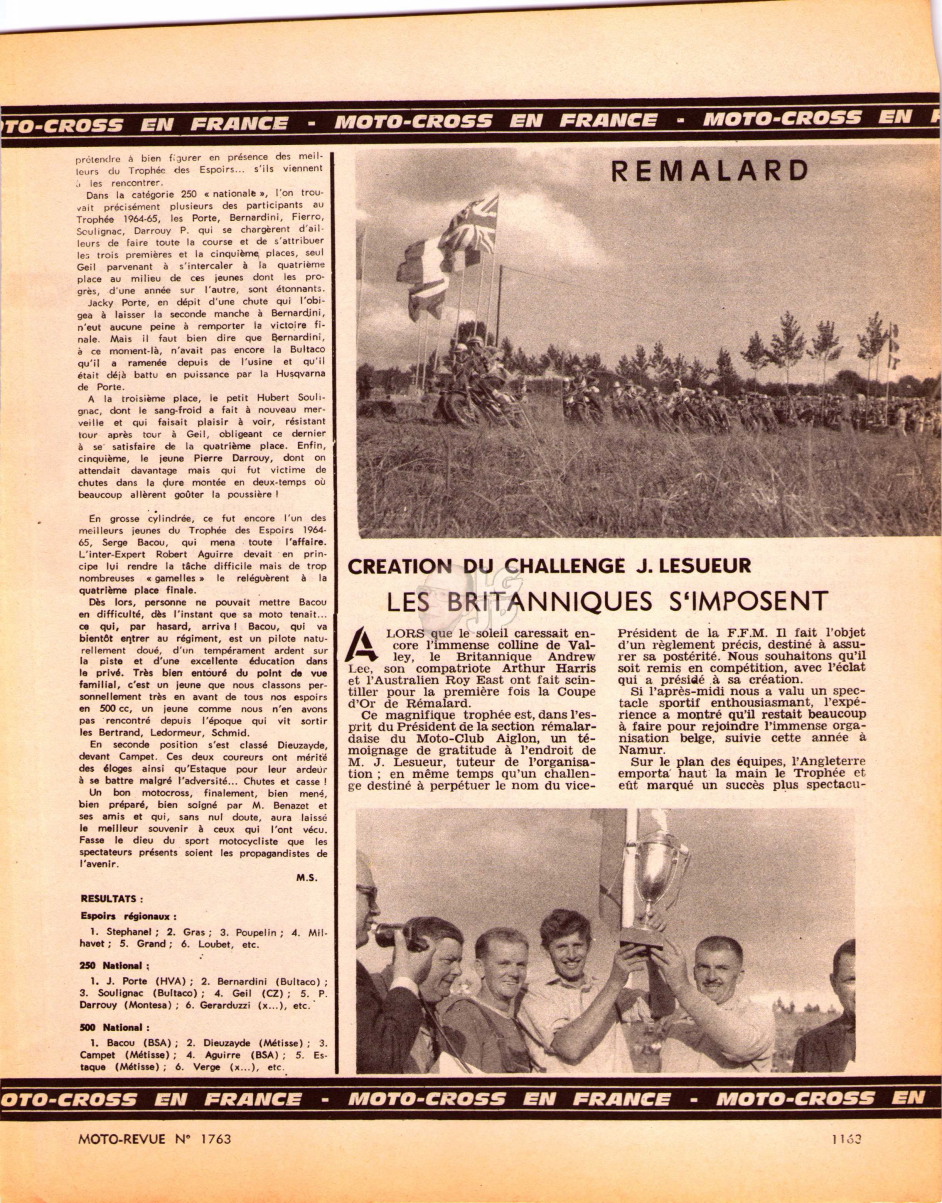 OTO-CROSS EN FRANCE - MOTO-CROSS EN FRANCE - MOTO-CROSS EN F
prétendre à bien figurer en présence des meil-
leurs du Trophée des Espoirs... s'ils viennent
à les rencontrer.
Dans la catégorie 250 « nationale », l'on trou-
vait précisément plusieurs des participants au
Trophée 1964-65, les Porte, Bernardini, Fierro,
Soulignac, Darrouy P. qui se chargèrent d'ail-
leurs de faire toute la course et de s'attribuer
les trois premières et la cinquième places, seul
Geil parvenant à s'intercaler à la quatrième
place au milieu de ces jeunes dont les pro-
grès, d'une année sur l'autre, sont étonnants.
Jacky Porte, en dépit d'une chute qui l'obi-
gea à laisser la seconde manche à Bernardini,
n'eut aucune peine à remporter la victoire fi-
nale. Mais il faut bien dire que Bernardini,
à ce moment-là, n'avait pas encore la Bultaco
qu'il a ramenée depuis de l'usine et qu'il
était déjà battu en puissance par la Husqvarna
de Porte.
A la troisième place, le petit Hubert Souli-
gnac, dont le sang-froid a fait à nouveau mer-
veille et qui faisait plaisir à voir, résistant
tour après tour à Geil, obligeant ce dernier
à se satisfaire de la quatrième place. Enfin,
cinquième, le jeune Pierre Darrouy, dont on
attendait davantage mais qui fut victime de
chutes dans la dure montée en deux-temps où
beaucoup allèrent goûter la poussière !
En grosse cylindrée, ce fut encore l'un des
meilleurs jeunes du Trophée des Espoirs 1964-
65, Serge Bacou, qui mena toute l'affaire.
L'inter-Expert Robert Aguirre devait en prin-
cipe lui rendre la tâche difficile mais de trop
nombreuses « gamelles » le reléguèrent à la
quatrième place finale.
Dès lors, personne ne pouvait mettre Bacou
en difficulté, dès l'instant que sa moto tenait...
ce qui, par hasard, arriva ! Bacou, qui va
bientôt entrer au régiment, est un pilote natu-
rellement doué, d'un tempérament ardent sur
la piste et d'une excellente éducation dans
le privé. Très bien entouré du point de vue
familial, c'est un jeune que nous classons per-
sonnellement très en avant de tous nos espoirs
en 500 cc, un jeune comme nous n'en avons
pas rencontré depuis l'époque qui vit sortir
les Bertrand, Ledormeur, Schmid.
En seconde position s'est classé Dieuzayde,
devant Campet. Ces deux coureurs ont mérité
des éloges ainsi qu'Estaque pour leur ardeur
à se battre malgré l'adversité... Chutes et casse !
Un bon motocross, finalement, bien mené,
bien préparé, bien soigné par M. Benazet et
ses amis et qui, sans nul doute, aura laissé
le meilleur souvenir à ceux qui l'ont vécu.
Fasse le dieu du sport motocycliste que les
spectateurs présents soient les propagandistes de
l'avenir.
M.S.
RESULTATS :
Espoirs régionaux :
1. Stephanel ; 2. Gras ; 3. Poupelin ; 4. Mil-
havet ; 5. Grand ; 6. Loubet, etc.
250 National :
1. J. Porte (HVA) ; 2. Bernardini (Bultaco) ;
3. Soulignac (Bultaco) ; 4. Geil (CZ) ; 5. P.
Darrouy (Montesa) ; 6. Gerarduzzi (x...), etc.
500 National :
1. Bacou (BSA) ; 2. Dieuzayde (Métisse) ; 3.
Campet (Métisse) ; 4. Aguirre (BSA) ; 5. Es-
taque (Métisse) ; 6. Verge (x...), etc.
REMALARD
CREATION DU CHALLENGE J. LESUEUR
LES BRITANNIQUES S'IMPOSENT
ALORS que le soleil caressait en-
core l'immense colline de Val-
ley, le Britannique Andrew
Lee, son compatriote Arthur Harris
et l'Australien Roy East ont fait scin-
tiller pour la première fois la Coupe
d'Or de Rémalard.
Ce magnifique trophée est, dans l'es-
prit du Président de la section rémalar-
daise du Moto-Club Aiglon, un té-
moignage de gratitude à l'endroit de
M. J. Lesueur, tuteur de l'organisa-
tion ; en même temps qu'un challen-
ge destiné à perpétuer le nom du vice-
Président de la F.F.M. Il fait l'objet
d'un règlement précis, destiné à assu-
rer sa postérité. Nous souhaitons qu'il
soit remis en compétition, avec l'éclat
qui a présidé à sa création.
Si l'après-midi nous a valu un spec-
tacle sportif enthousiasmant, l'expé-
rience a montré qu'il restait beaucoup
à faire pour rejoindre l'immense orga-
nisation belge, suivie cette année à
Namur.
Sur le plan des équipes, l'Angleterre
emporta haut la main le Trophée et
eût marqué un succès plus spectacu-
OTO-CROSS EN FRANCE - MOTO-CROSS EN FRANCE - MOTO-CROSS EN
MOTO-REVUE N° 1763
1163